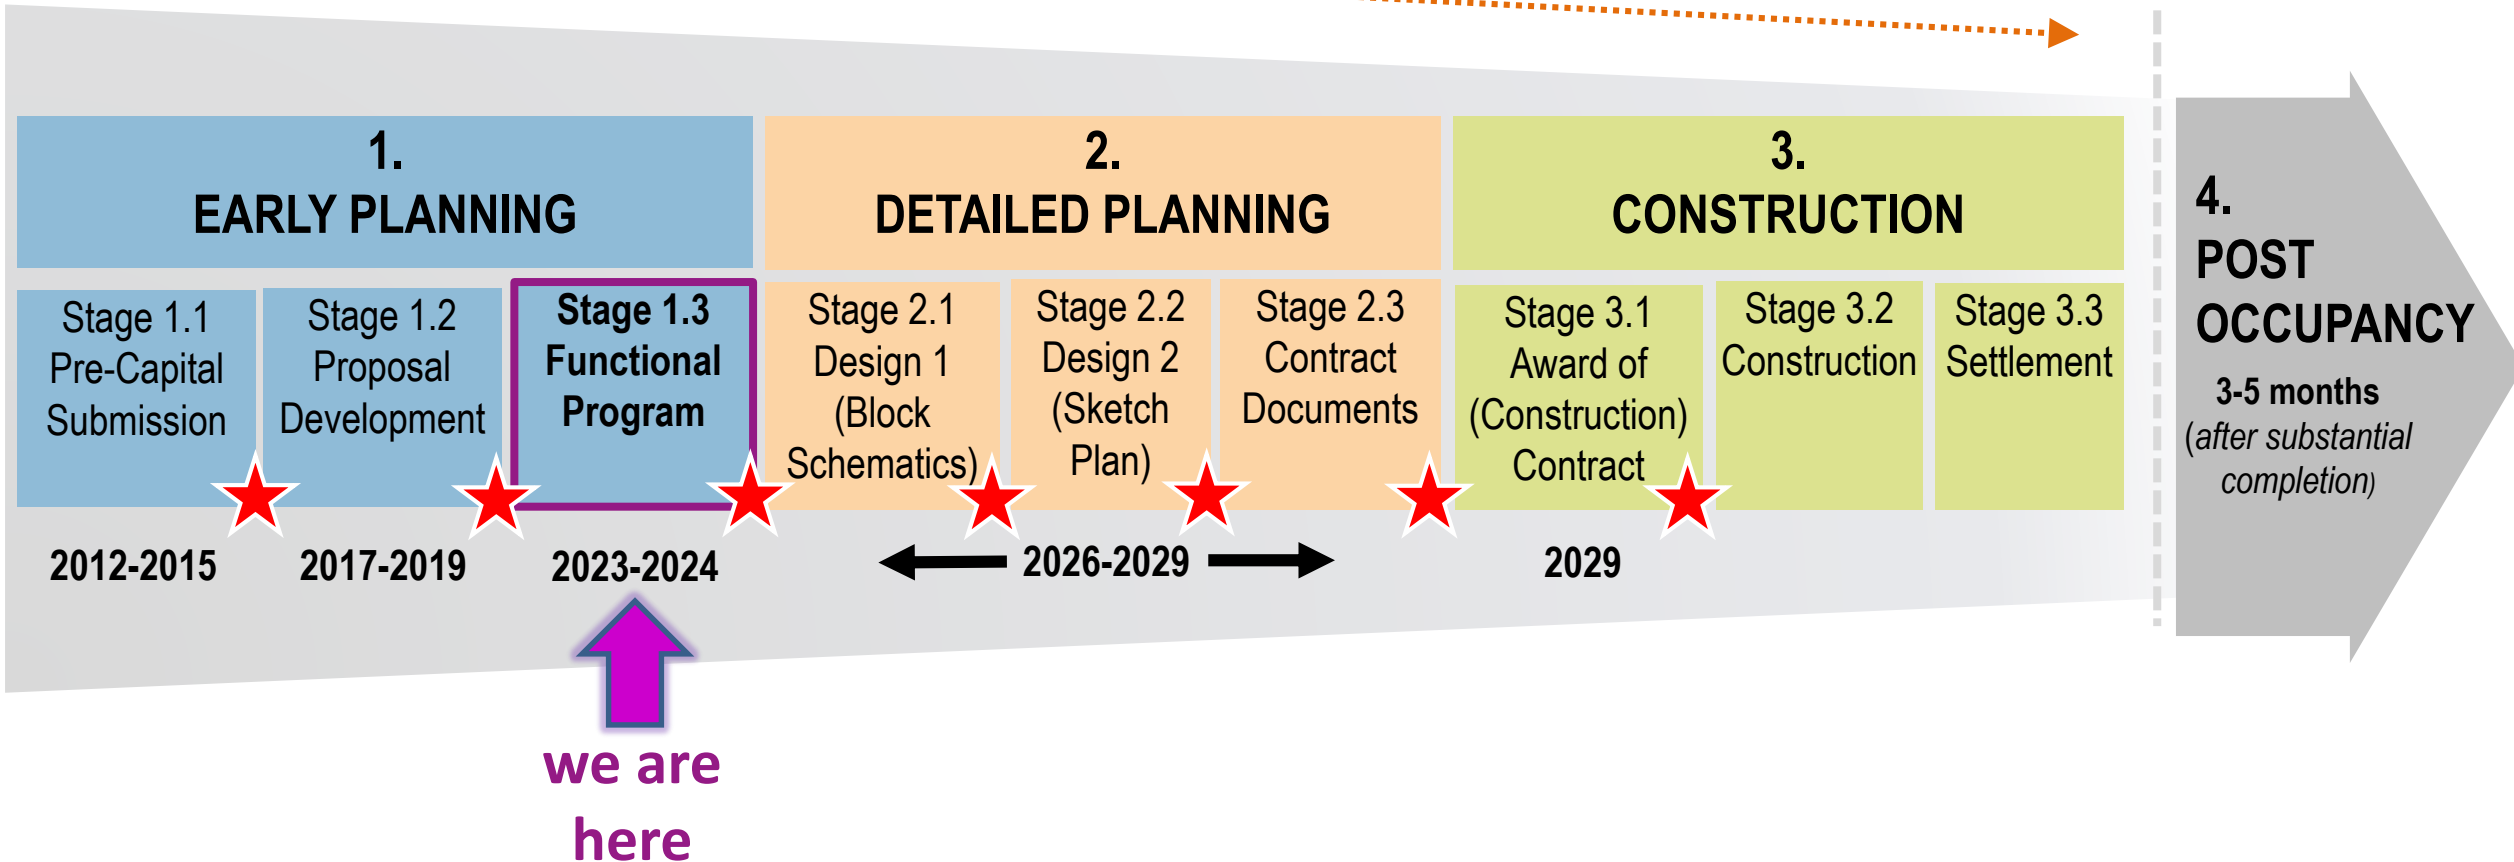 1.
EARLY PLANNING
2.
DETAILED PLANNING
3.
CONSTRUCTION
Stage 1.1
Pre-Capital
Submission
Stage 1.2
Proposal
Development
Stage 1.3
Functional
Program
Stage 2.1
Design 1
(Block
Schematics)
Stage 2.2
Design 2
(Sketch
Plan)
Stage 2.3
Contract
Documents
Stage 3.1
Award of
(Construction)
Contract
Stage 3.2
Construction
Stage 3.3
Settlement
4.
POST
OCCUPANCY
3-5 months
(after substantial
completion)
2012-2015
2017-2019
2023-2024
2026-2029
2029
we are
here